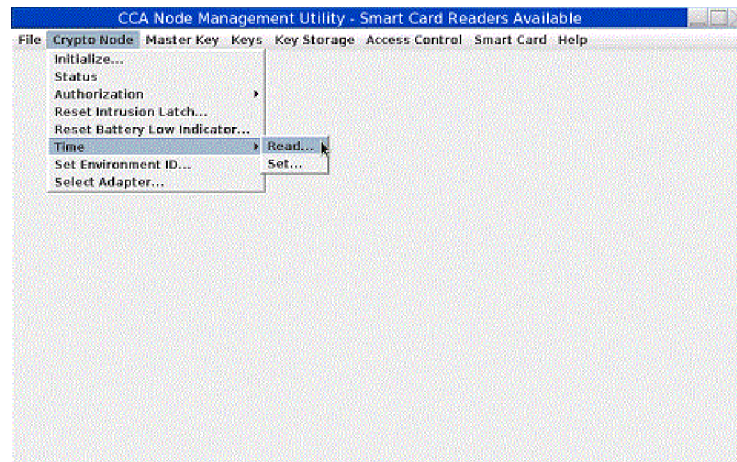 CCA Node Management Utility - Smart Card Readers Available
File Crypto Node Master Key Keys Key Storage Access Control Smart Card Help
Initialize...
Status
Authorization
Reset Intrusion Latch...
Reset Battery Low Indicator...
Time Read...
Set Environment ID... Set...
Select Adapter...